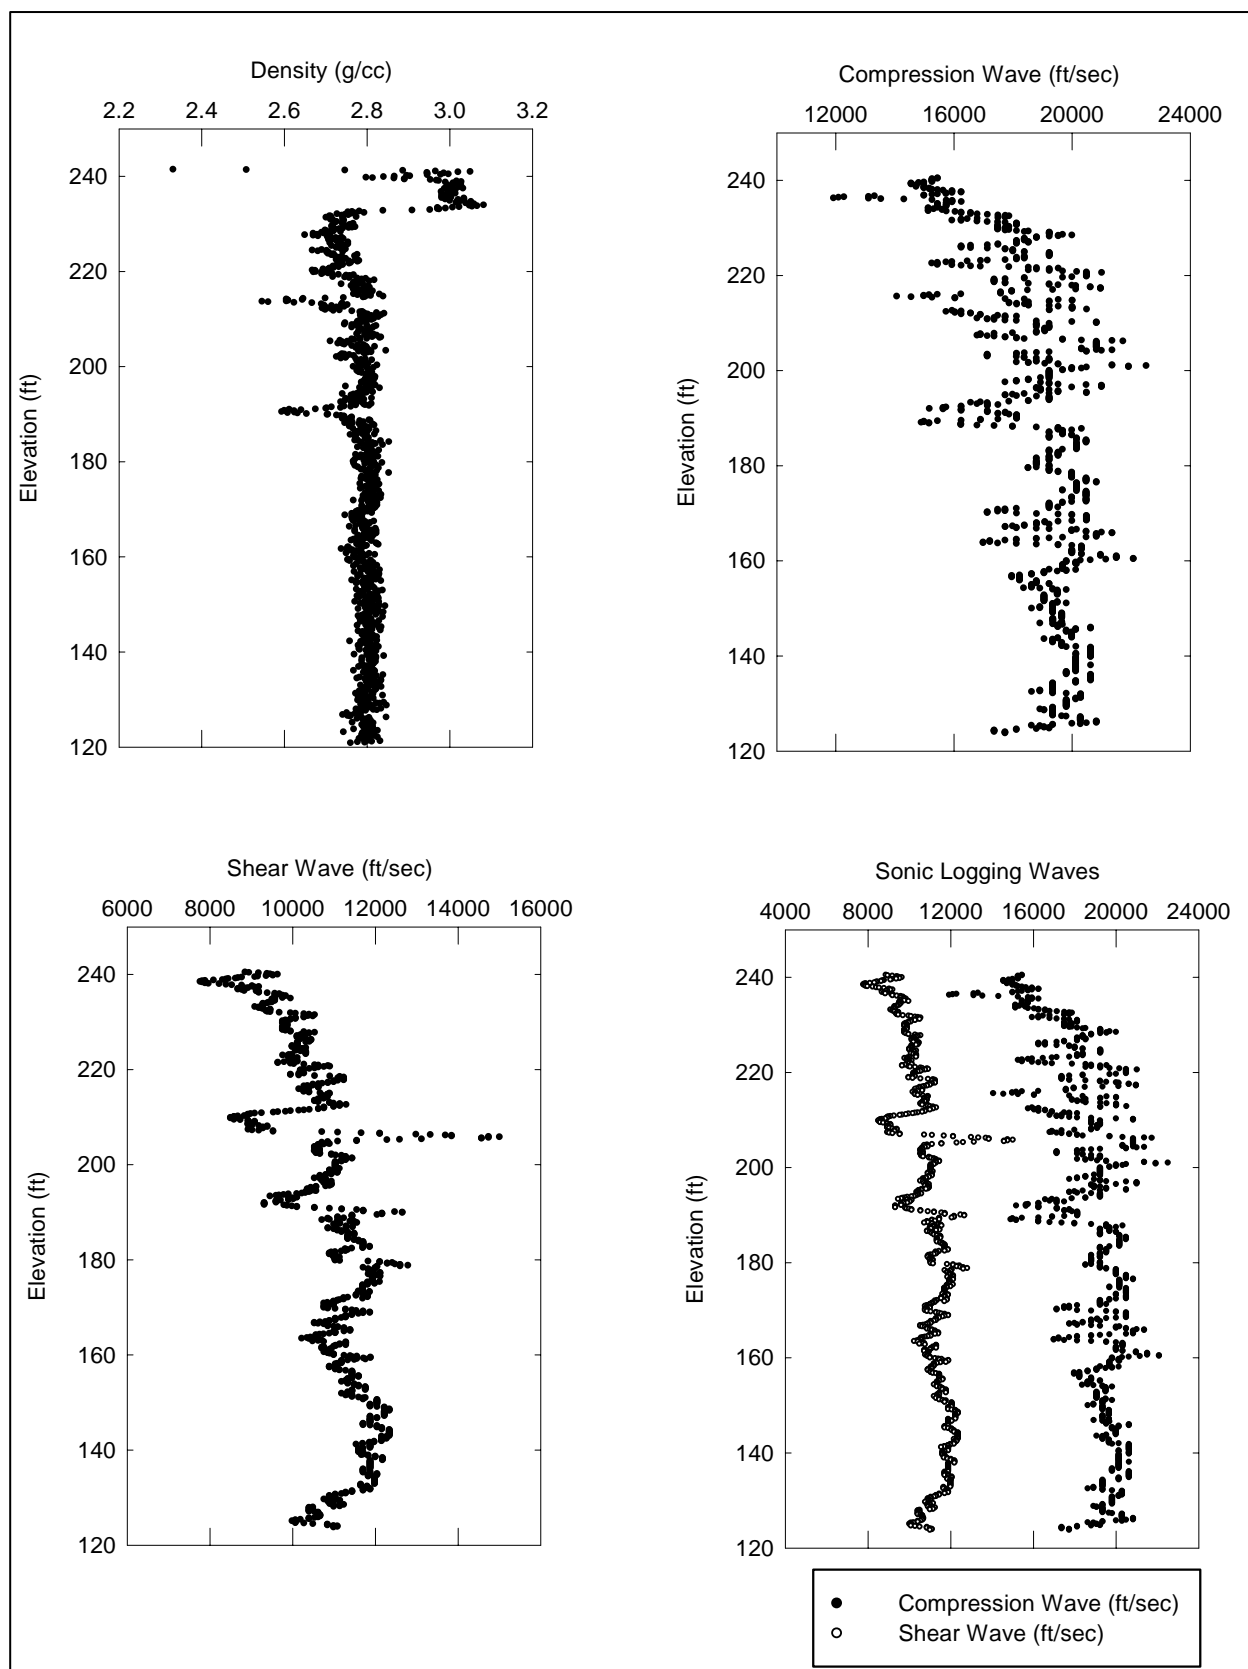 Density (g/cc)
2.2 2.4 2.6 2.8 3.0 3.2
Elevation (ft)
240
220
200
180
160
140
120
Compression Wave (ft/sec)
12000 16000 20000 24000
Elevation (ft)
240
220
200
180
160
140
120
Shear Wave (ft/sec)
6000 8000 10000 12000 14000 16000
Elevation (ft)
240
220
200
180
160
140
120
Sonic Logging Waves
4000 8000 12000 16000 20000 24000
Elevation (ft)
240
220
200
180
160
140
120
Compression Wave (ft/sec)
Shear Wave (ft/sec)